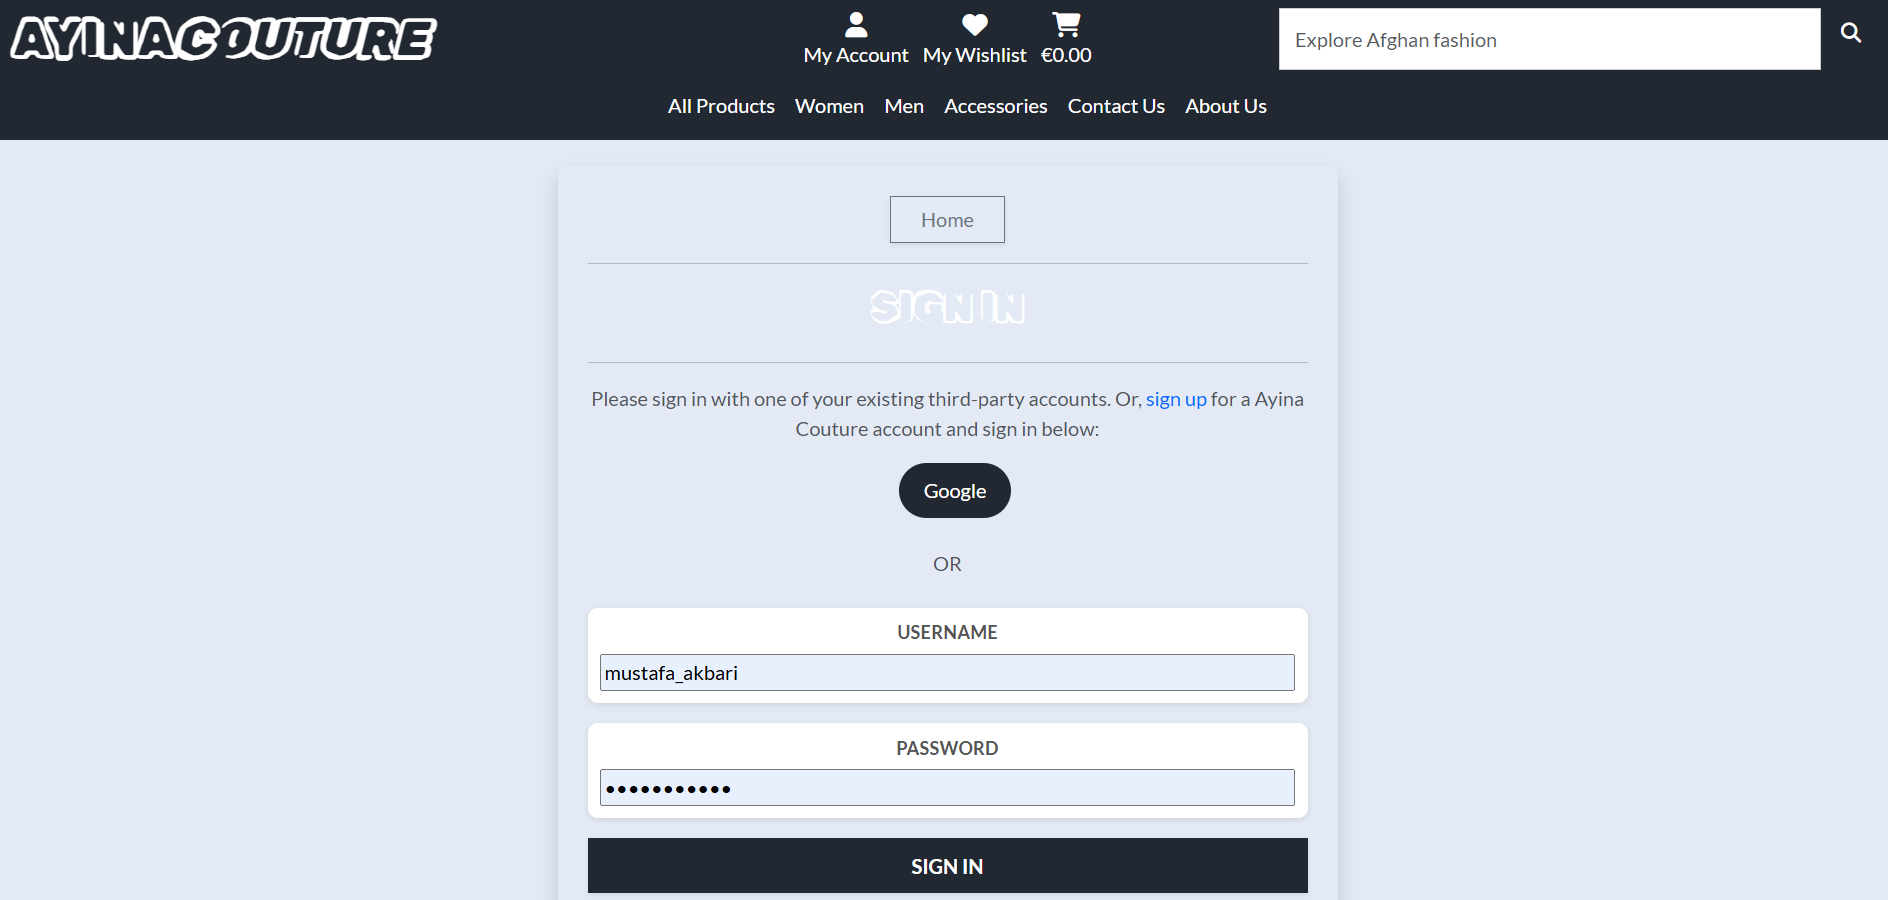 AYINACOUTURE
My Account
My Wishlist
€0.00
Explore Afghan fashion
All Products
Women
Men
Accessories
Contact Us
About Us
Home
SIGN IN
Please sign in with one of your existing third-party accounts. Or, sign up for a Ayina
Couture account and sign in below:
Google
OR
USERNAME
mustafa_akbari
PASSWORD
•••••••••••
SIGN IN